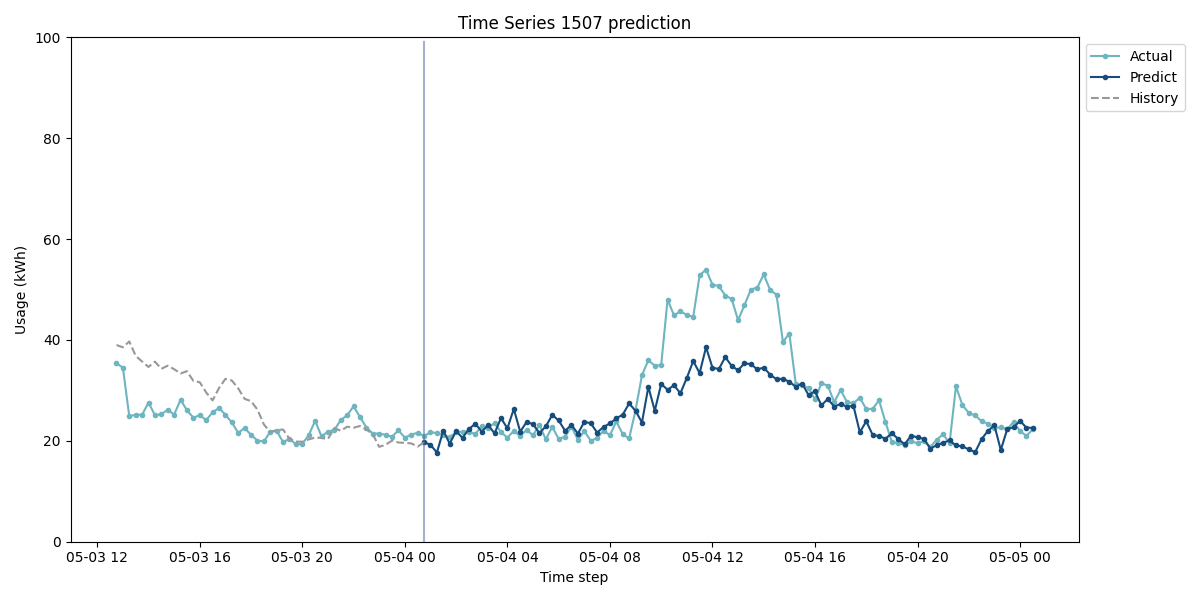 Time Series 1507 prediction
100
80
60
40
20
0
Usage (kWh)
05-03 12
05-03 16
05-03 20
05-04 00
05-04 04
05-04 08
05-04 12
05-04 16
05-04 20
05-05 00
Time step
Actual
Predict
History